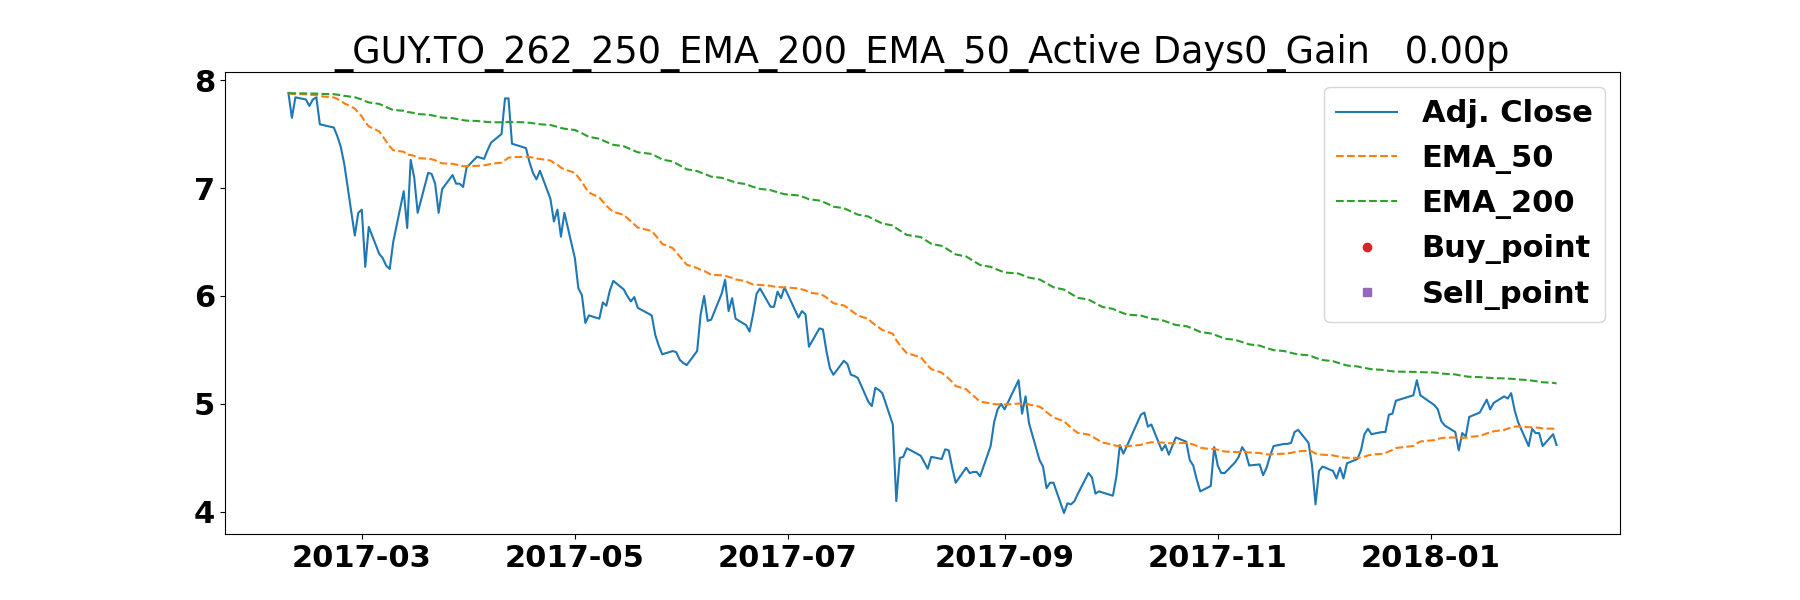 _GUY.TO_262_250_EMA_200_EMA_50_Active Days0_Gain   0.00p
8
7
6
5
4
Adj. Close
EMA_50
EMA_200
Buy_point
Sell_point
2017-03 2017-05 2017-07 2017-09 2017-11 2018-01